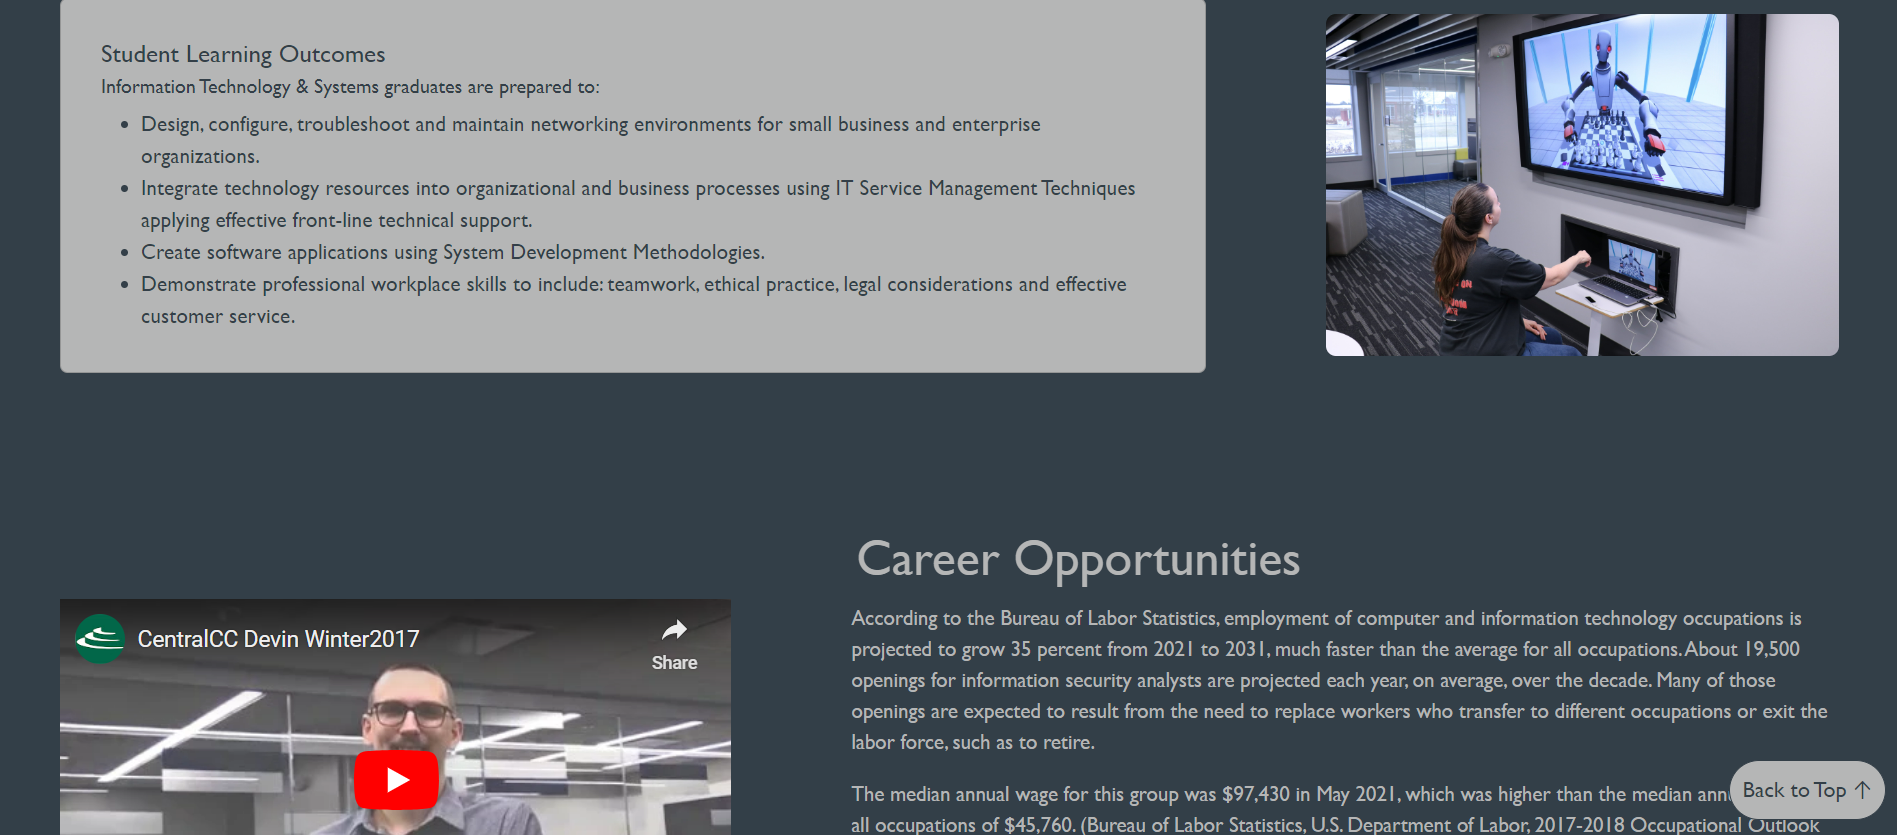 Student Learning Outcomes
Information Technology & Systems graduates are prepared to:
Design, configure, troubleshoot and maintain networking environments for small business and enterprise
organizations.
Integrate technology resources into organizational and business processes using IT Service Management Techniques
applying effective front-line technical support.
Create software applications using System Development Methodologies.
Demonstrate professional workplace skills to include: teamwork, ethical practice, legal considerations and effective
customer service.
CentralCC Devin Winter2017
Share
Career Opportunities
According to the Bureau of Labor Statistics, employment of computer and information technology occupations is
projected to grow 35 percent from 2021 to 2031, much faster than the average for all occupations. About 19,500
openings for information security analysts are projected each year, on average, over the decade. Many of those
openings are expected to result from the need to replace workers who transfer to different occupations or exit the
labor force, such as to retire.
The median annual wage for this group was $97,430 in May 2021, which was higher than the median
all occupations of $45,760. (Bureau of Labor Statistics, U.S. Department of Labor, 2017-2018 Occupational Outlook
Back to Top ↑